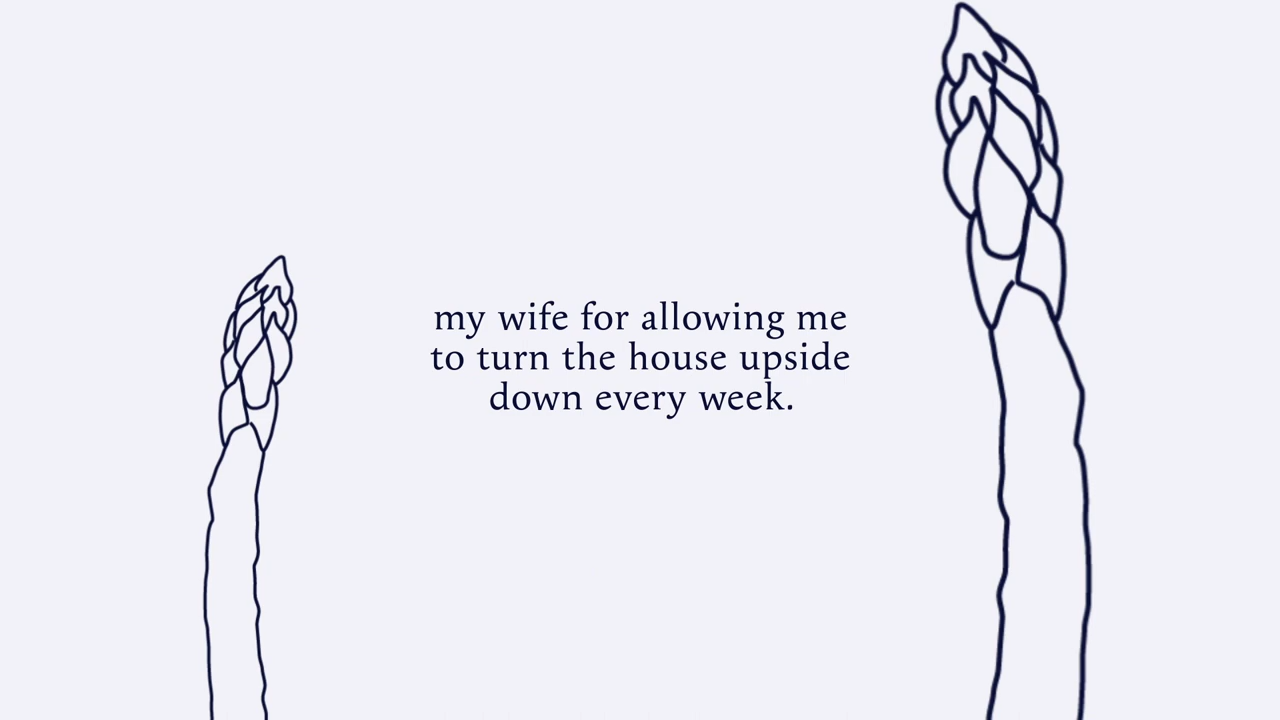 my wife for allowing me
to turn the house upside
down every week.